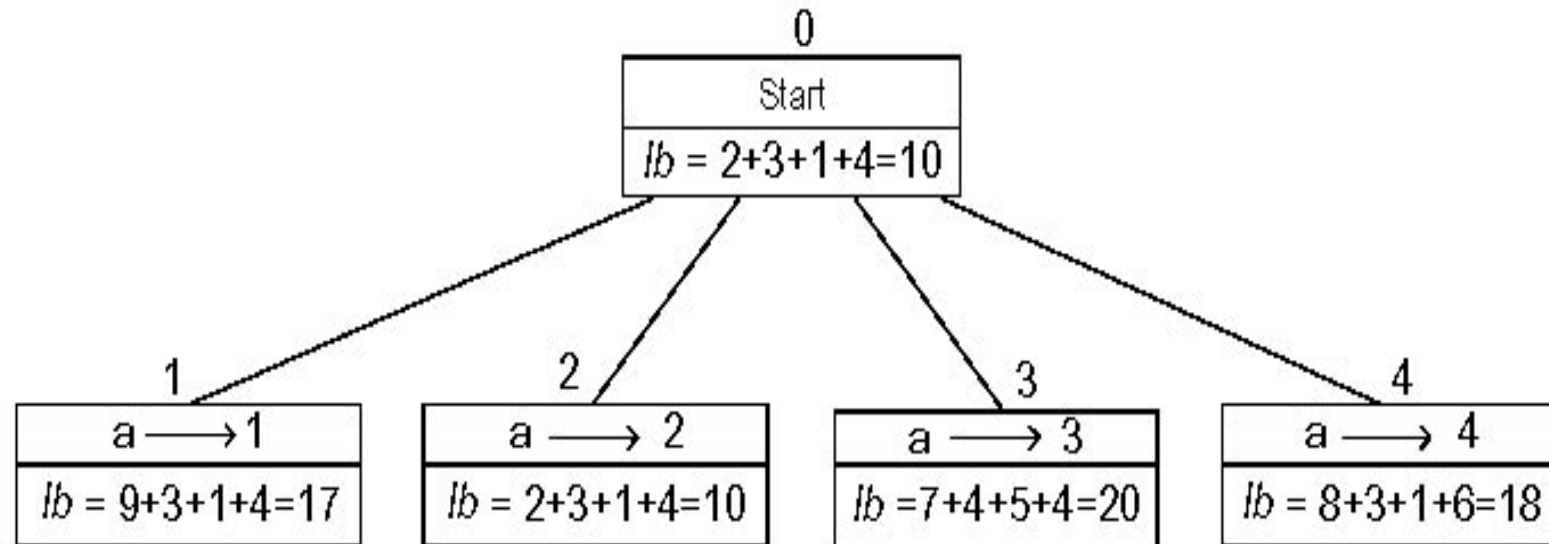 0
Start
lb = 2+3+1+4=10
1
2
3
4
a ⟶ 1
a ⟶ 2
a ⟶ 3
a ⟶ 4
lb = 9+3+1+4=17
lb = 2+3+1+4=10
lb =7+4+5+4=20
lb = 8+3+1+6=18